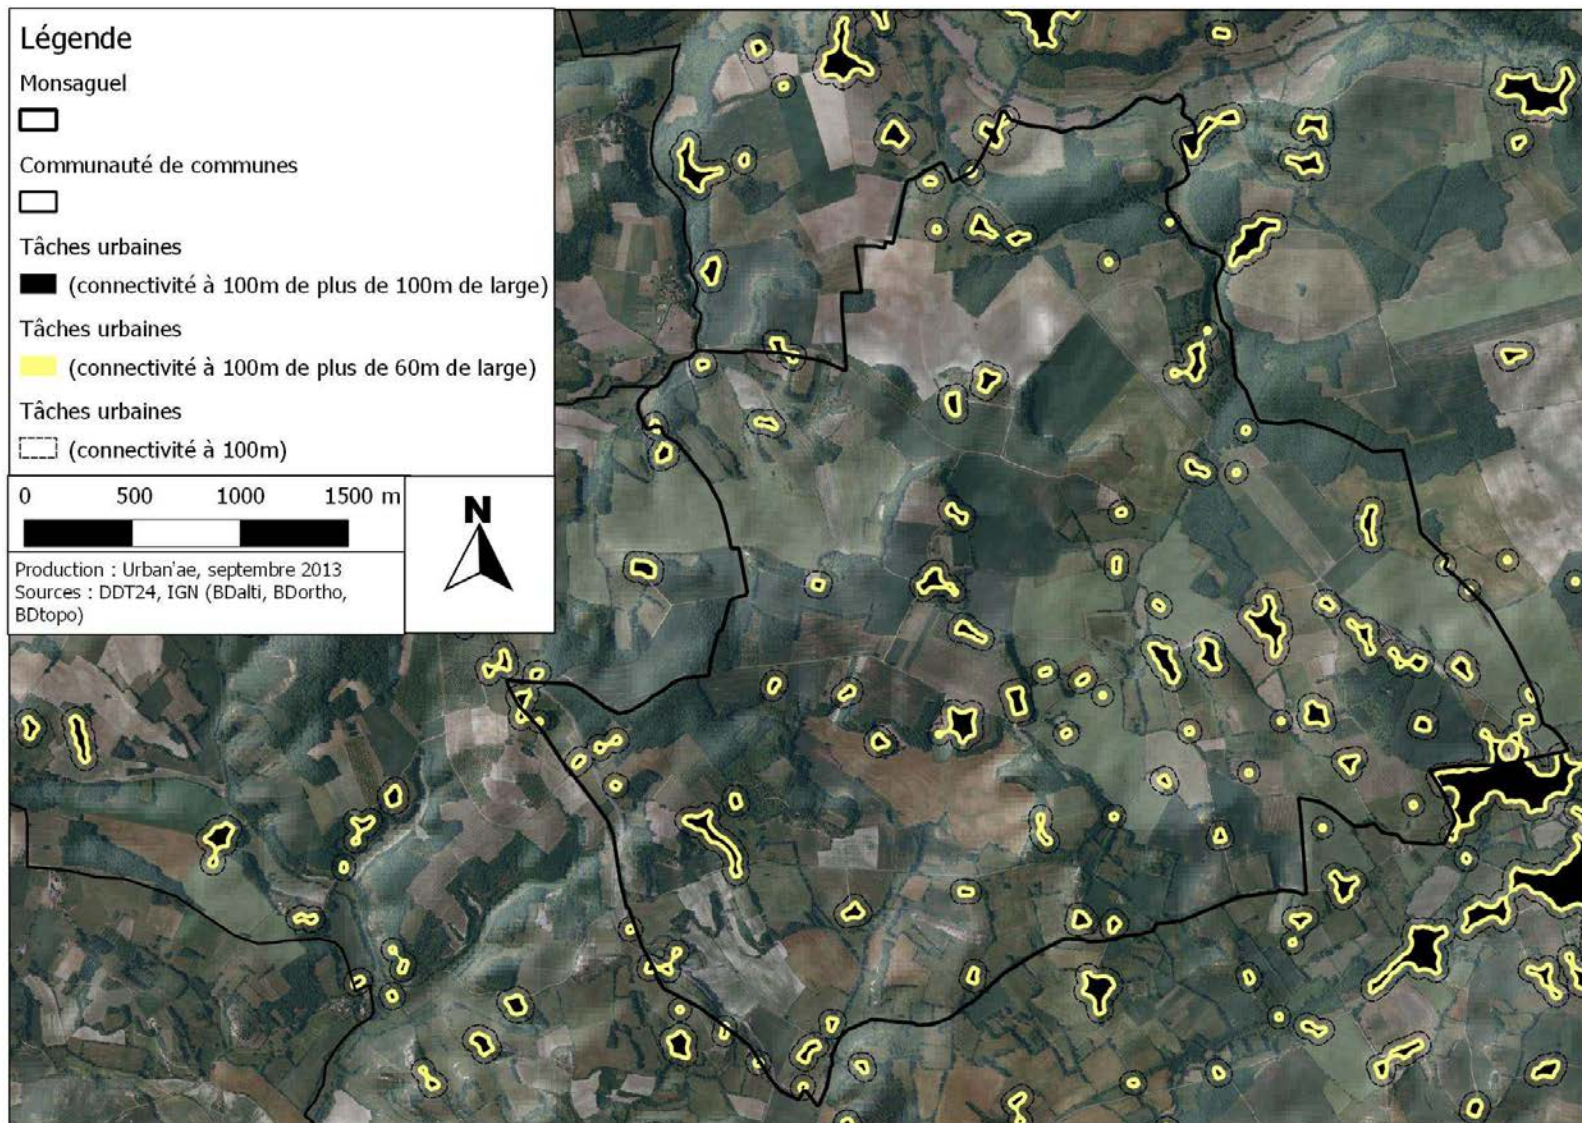 Légende
Monsaguel
Communauté de communes
Tâches urbaines
(connectivité à 100m de plus de 100m de large)
Tâches urbaines
(connectivité à 100m de plus de 60m de large)
Tâches urbaines
(connectivité à 100m)
0 500 1000 1500 m
N
Production : Urban'ae, septembre 2013
Sources : DDT24, IGN (BDalti, BDortho,
BDtopo)